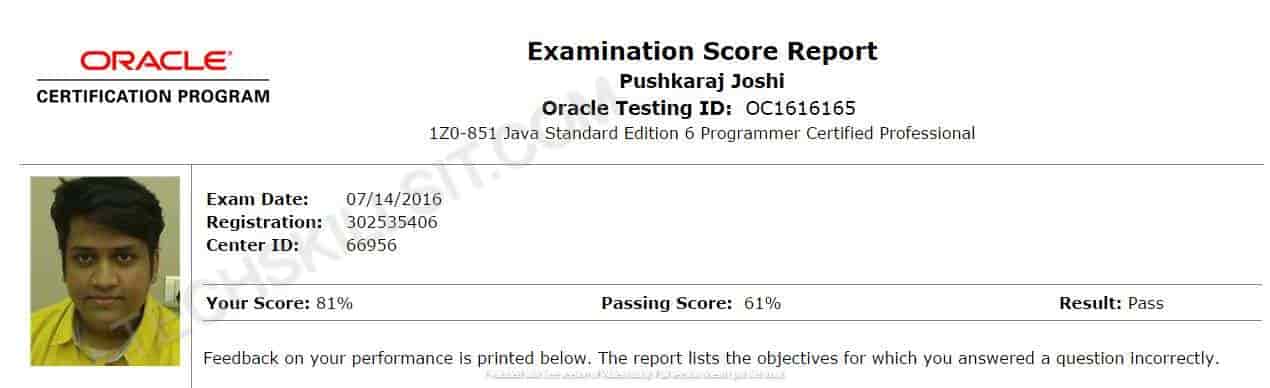 ORACLE
CERTIFICATION PROGRAM
Examination Score Report
Pushkaraj Joshi
Oracle Testing ID: OC1616165
1Z0-851 Java Standard Edition 6 Programmer Certified Professional
Exam Date: 07/14/2016
Registration: 302535406
Center ID: 66956
Your Score: 81% Passing Score: 61% Result: Pass
Feedback on your performance is printed below. The report lists the objectives for which you answered a question incorrectly.
TECHSKILLSIT.COM